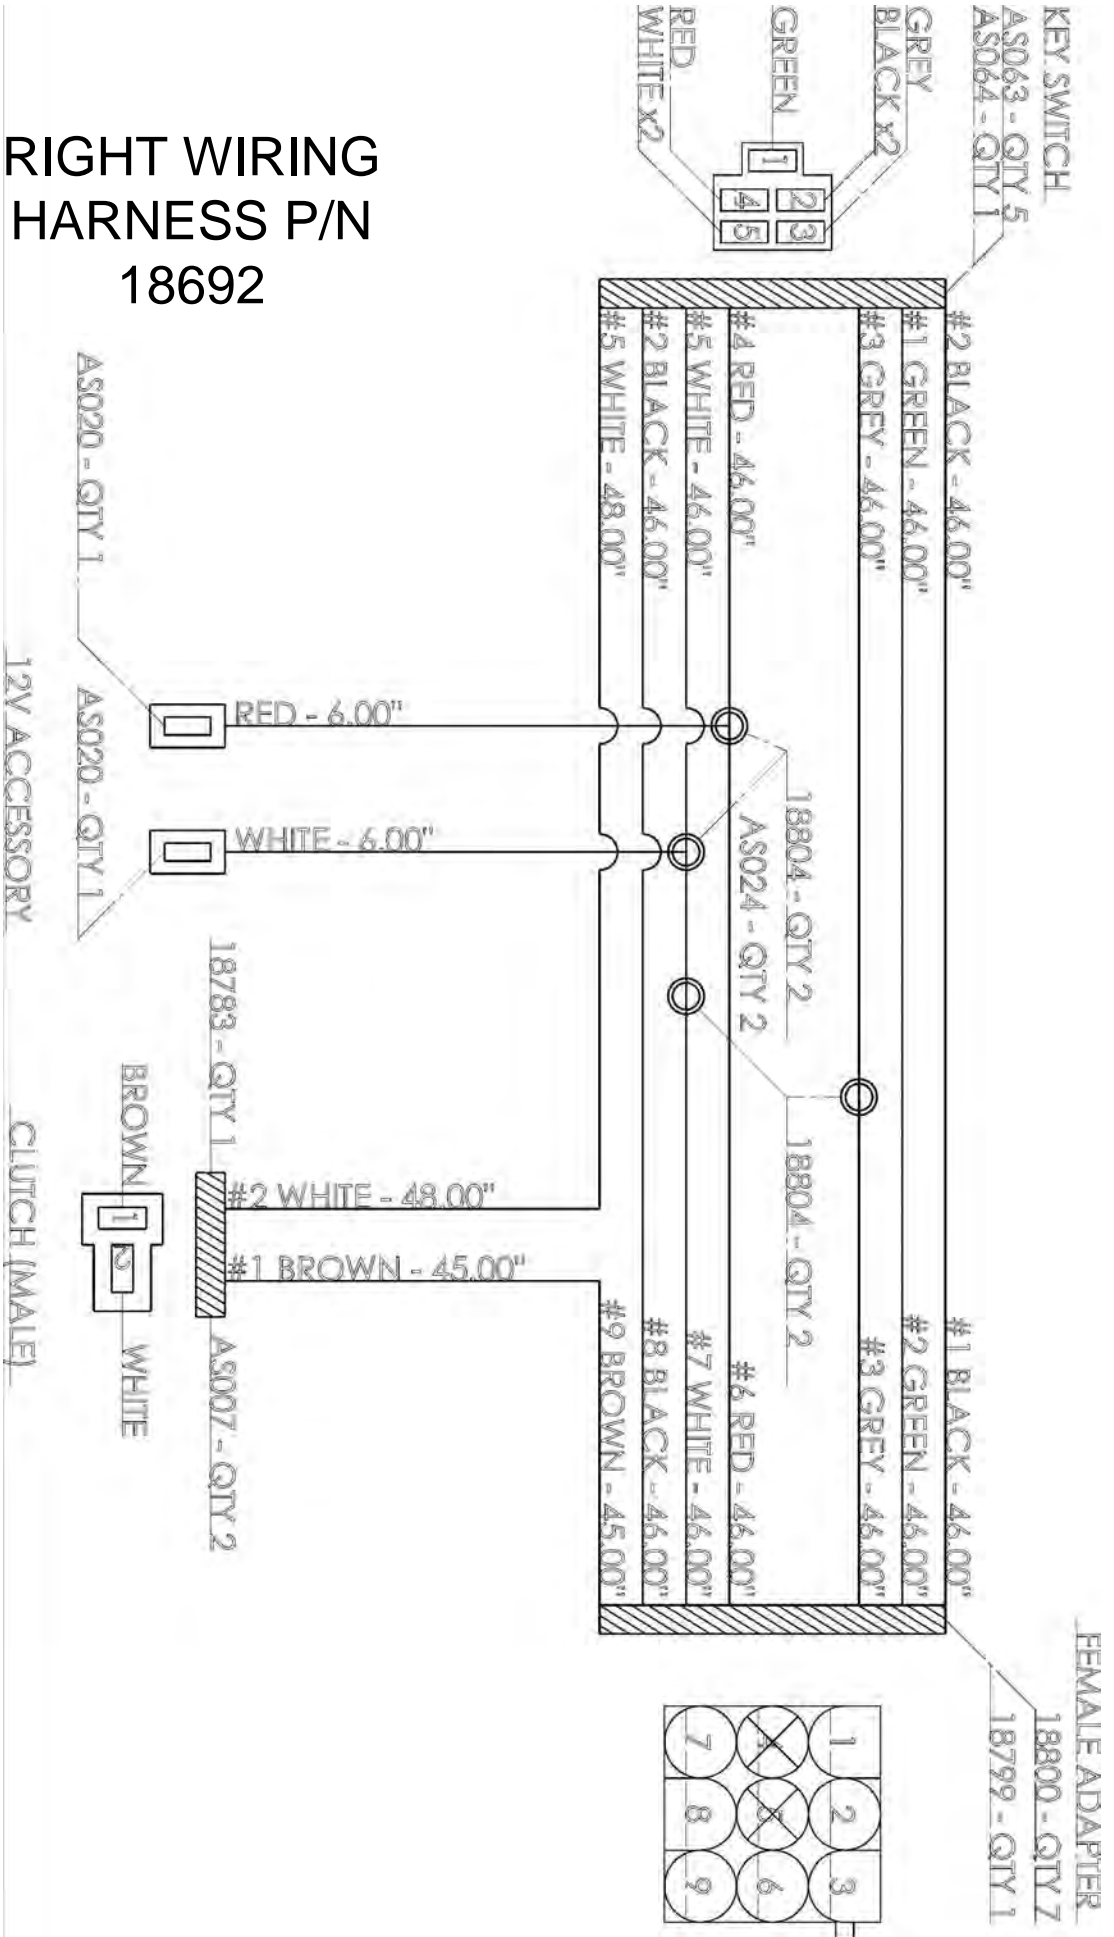 RIGHT WIRING
HARNESS P/N
18692
KEY SWITCH
AS063 - QTY 5
AS064 - QTY 1
GREY
BLACK x2
GREEN
RED
WHITE x2
1
2
3
4
5
#2 BLACK - 46.00"
#1 GREEN - 46.00"
#3 GREY - 46.00"
#4 RED - 46.00"
#5 WHITE - 46.00"
#2 BLACK - 46.00"
#5 WHITE - 48.00"
18804 - QTY 2
AS024 - QTY 2
18804 - QTY 2
RED - 6.00"
WHITE - 6.00"
AS020 - QTY 1
AS020 - QTY 1
12V ACCESSORY
18783 - QTY 1
AS007 - QTY 2
#2 WHITE - 48.00"
#1 BROWN - 45.00"
BROWN
1
2
WHITE
CLUTCH (MALE)
#1 BLACK - 46.00"
#2 GREEN - 46.00"
#3 GREY - 46.00"
#6 RED - 46.00"
#7 WHITE - 46.00"
#8 BLACK - 46.00"
#9 BROWN - 45.00"
FEMALE ADAPTER
18800 - QTY 7
18799 - QTY 1
1
2
3
4
5
6
7
8
9